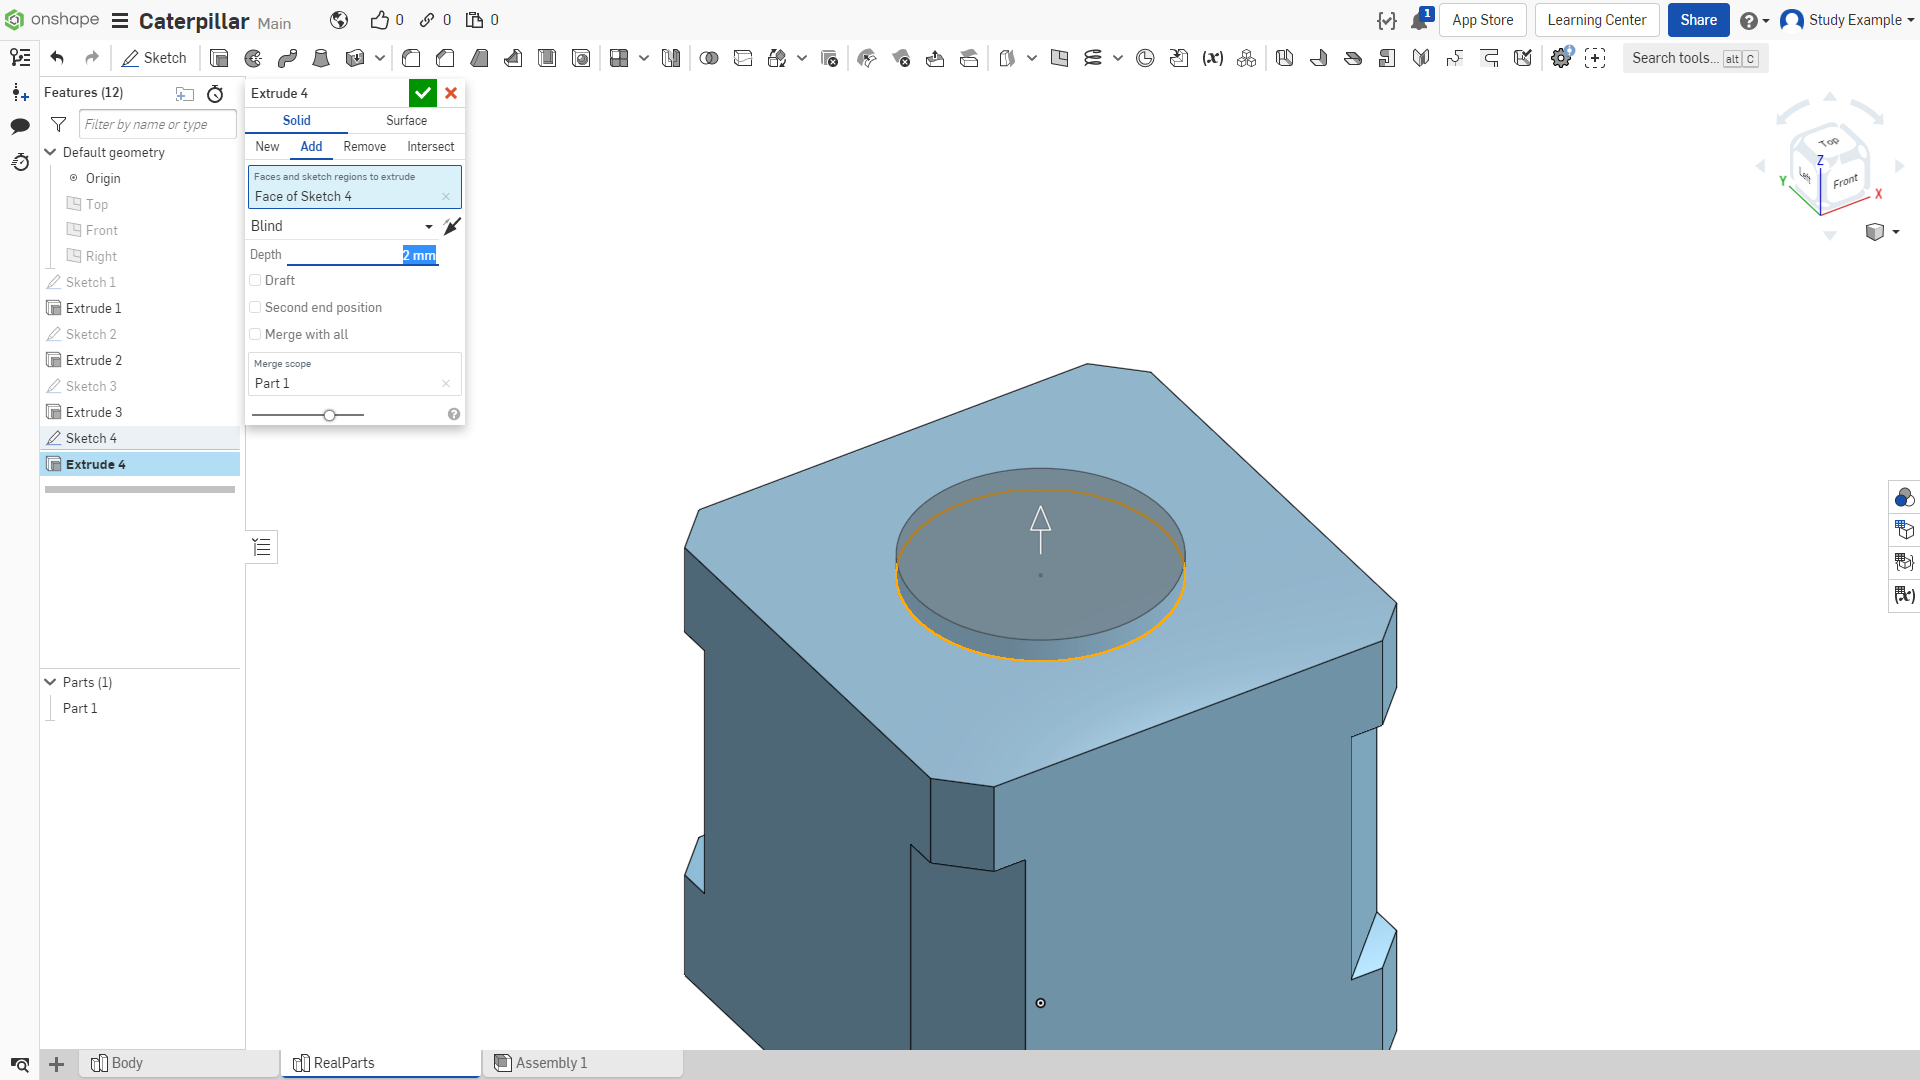 onshape
Caterpillar Main
0
0
0
1
App Store
Learning Center
Share
Study Example
Sketch
Search tools... alt C
Features (12)
Filter by name or type
Default geometry
Origin
Top
Front
Right
Sketch 1
Extrude 1
Sketch 2
Extrude 2
Sketch 3
Extrude 3
Sketch 4
Extrude 4
Parts (1)
Part 1
Extrude 4
Solid Surface
New Add Remove Intersect
Faces and sketch regions to extrude
Face of Sketch 4
Blind
Depth 2 mm
Draft
Second end position
Merge with all
Merge scope
Part 1
Top
Z
Left
Front
Y
X
Body
RealParts
Assembly 1